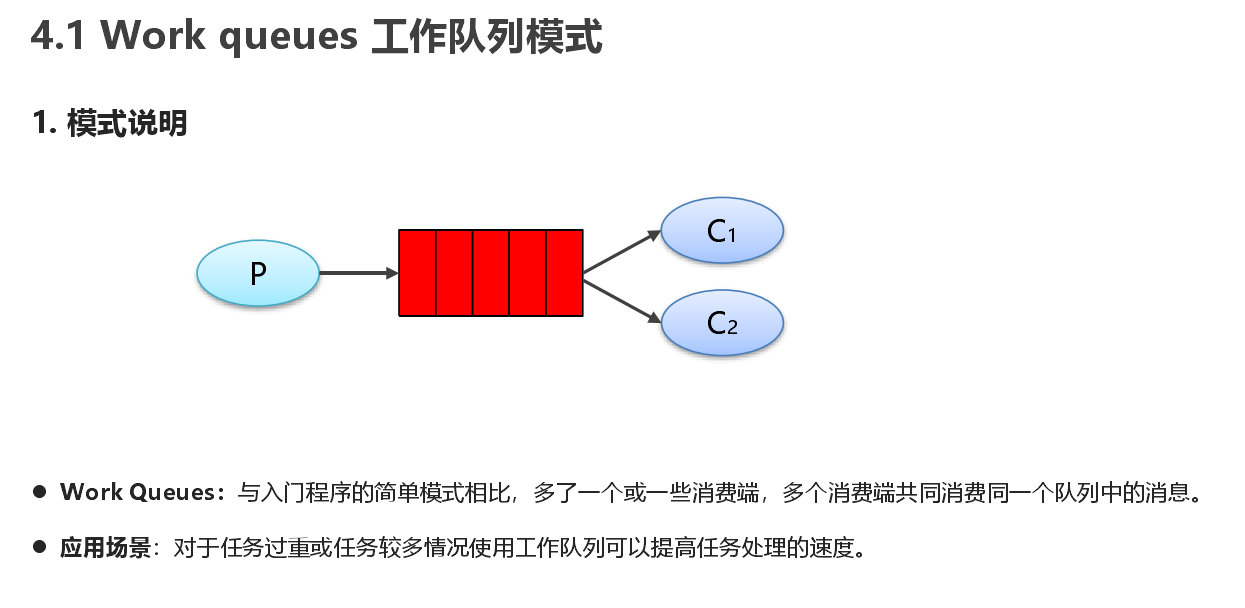 4.1 Work queues 工作队列模式
1. 模式说明
P
C1
C2
● Work Queues：与入门程序的简单模式相比，多了一个或一些消费端，多个消费端共同消费同一个队列中的消息。
● 应用场景：对于任务过重或任务较多情况使用工作队列可以提高任务处理的速度。